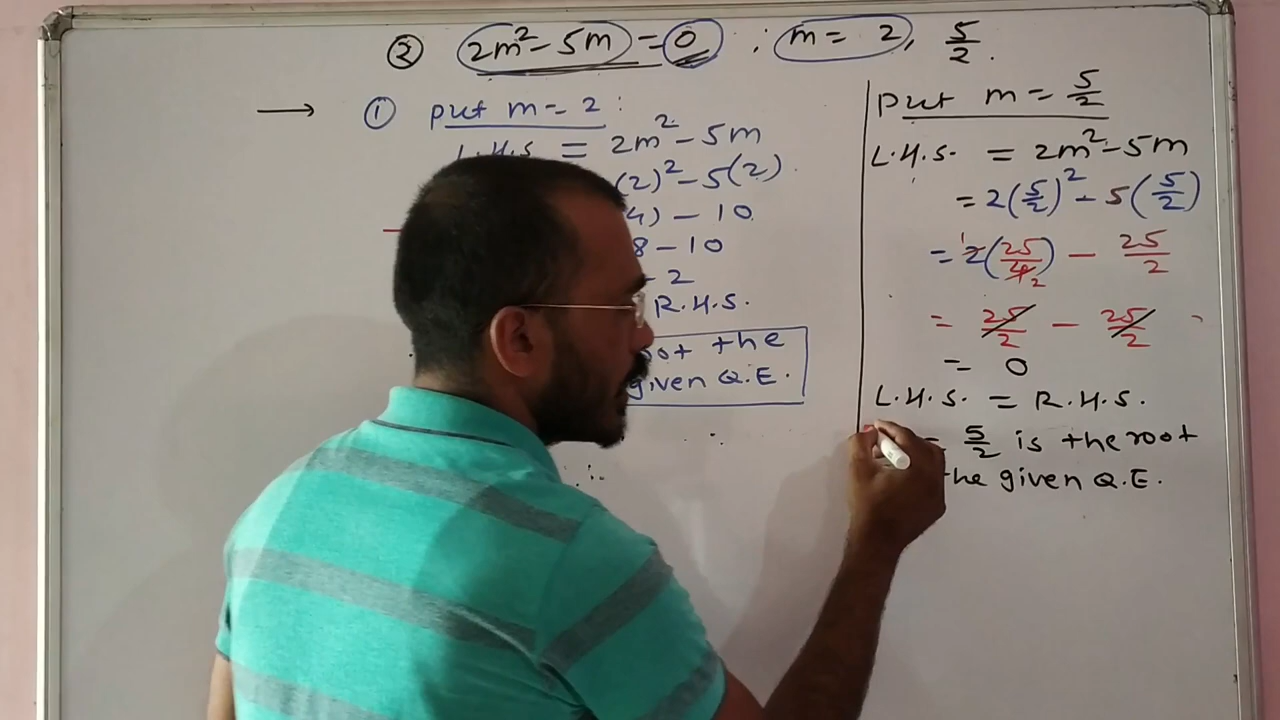 ② 2m² - 5m = 0 ; m = 2, 5/2.
→ ① put m = 2 :
L.H.S = 2m² - 5m
(2)² - 5(2)
4) - 10
8 - 10
- 2
R.H.S.
root the
given Q.E.
Put m = 5/2
L.H.S. = 2m² - 5m
= 2(5/2)² - 5(5/2)
= 2(25/4) - 25/2
= 25/2 - 25/2
= 0
L.H.S. = R.H.S.
= 5/2 is the root
the given Q.E.